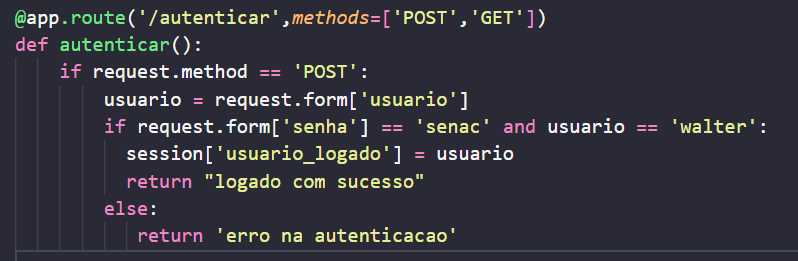 @app.route('/autenticar',methods=['POST','GET'])
def autenticar():
    if request.method == 'POST':
        usuario = request.form['usuario']
        if request.form['senha'] == 'senac' and usuario == 'walter':
          session['usuario_logado'] = usuario
          return "logado com sucesso"
        else:
           return 'erro na autenticacao'